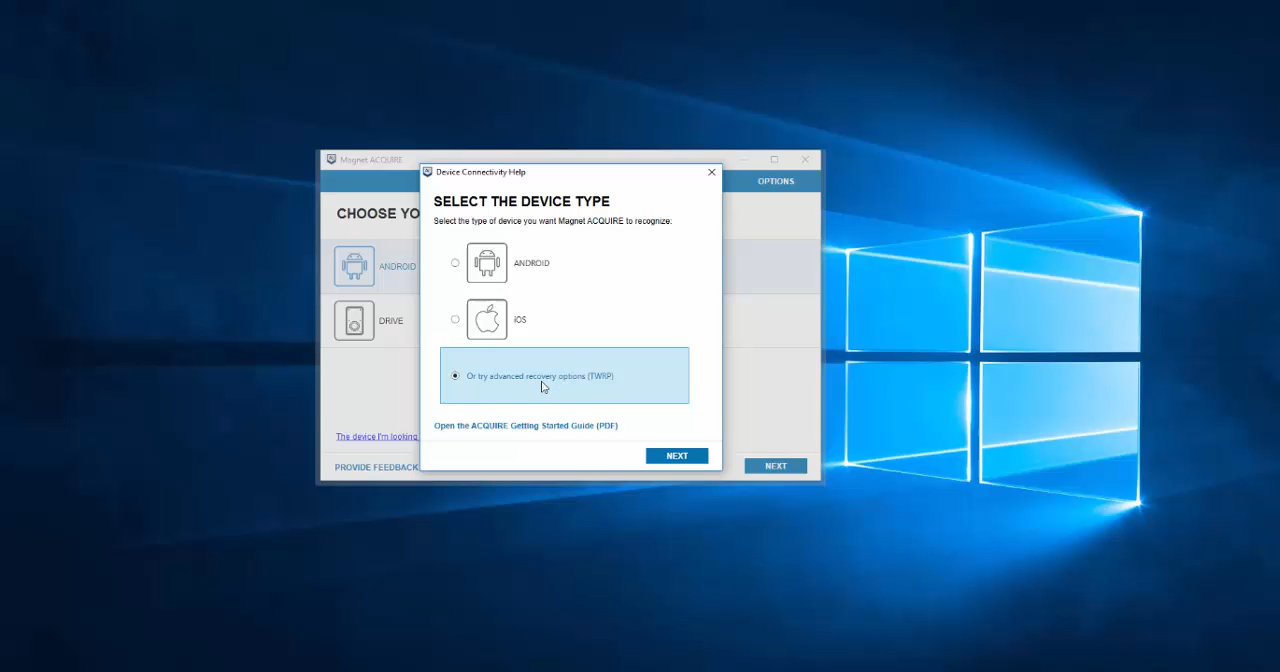 Magnet ACQUIRE
OPTIONS
CHOOSE YO
ANDROID
DRIVE
The device I'm looking
PROVIDE FEEDBACK
NEXT
Device Connectivity Help
SELECT THE DEVICE TYPE
Select the type of device you want Magnet ACQUIRE to recognize:
ANDROID
iOS
Or try advanced recovery options (TWRP)
Open the ACQUIRE Getting Started Guide (PDF)
NEXT